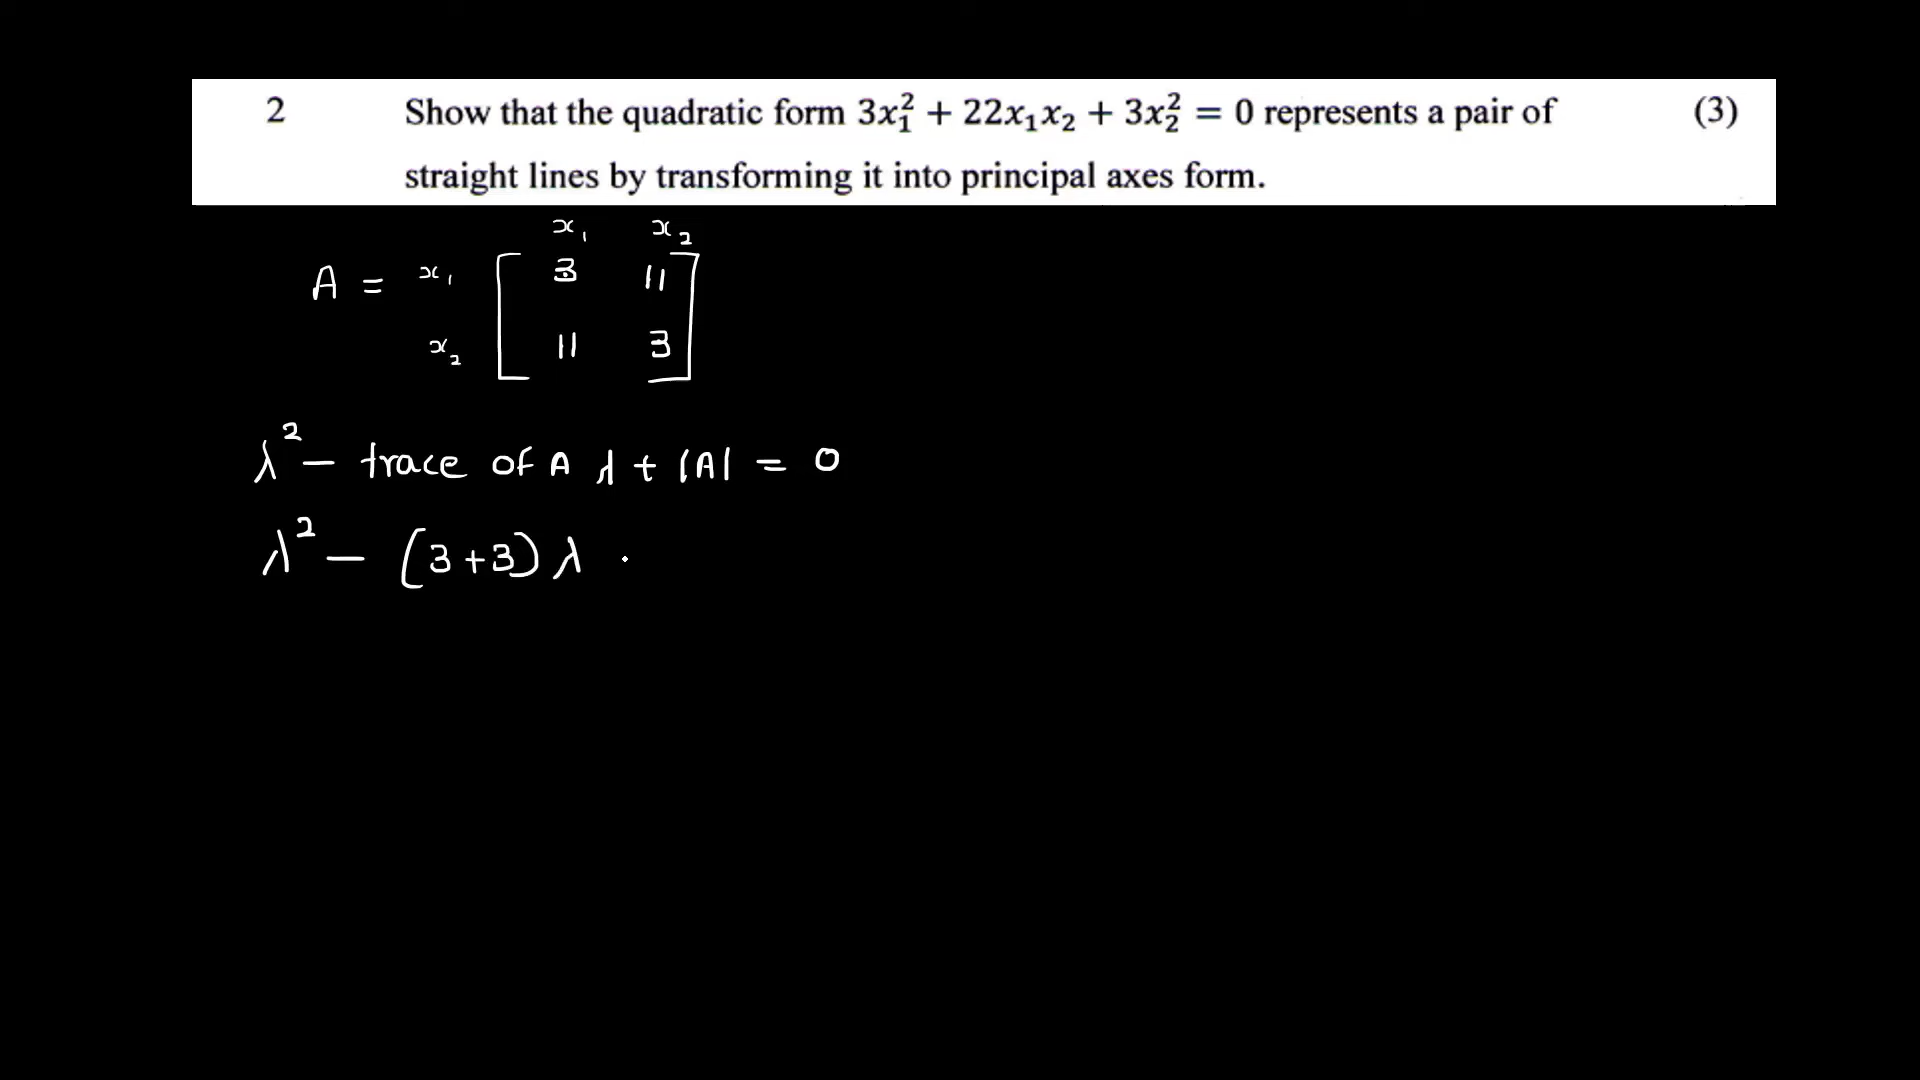 2 Show that the quadratic form 3x₁² + 22x₁x₂ + 3x₂² = 0 represents a pair of (3)
straight lines by transforming it into principal axes form.
x₁ x₂
A = x₁ [ 3 11
x₂ 11 3 ]
λ² − trace of A λ + |A| = 0
λ² − (3+3) λ